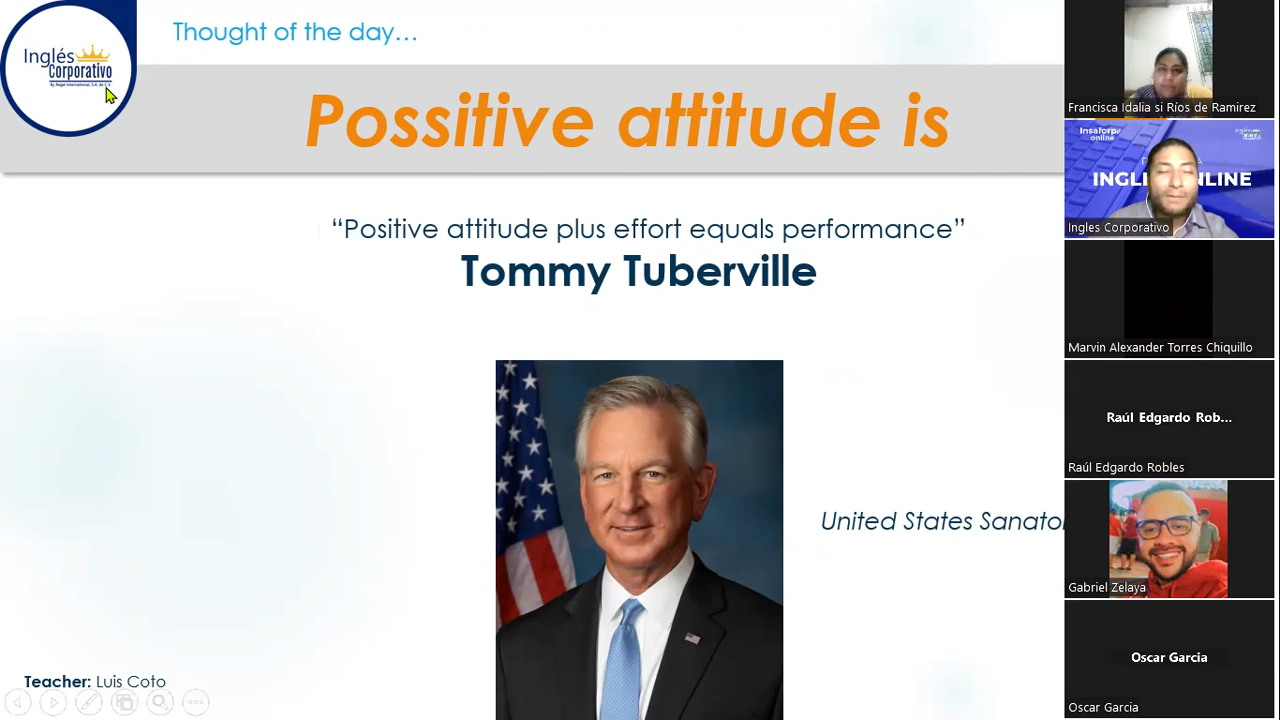 Thought of the day...
Inglés
Corporativo
Possitive attitude is
“Positive attitude plus effort equals performance”
Tommy Tuberville
United States Sanator
Teacher: Luis Coto
Francisca Idalia si Ríos de Ramirez
Insaforp
online
INGL NLINE
Ingles Corporativo
Marvin Alexander Torres Chiquillo
Raúl Edgardo Rob...
Raúl Edgardo Robles
Gabriel Zelaya
Oscar Garcia
Oscar Garcia